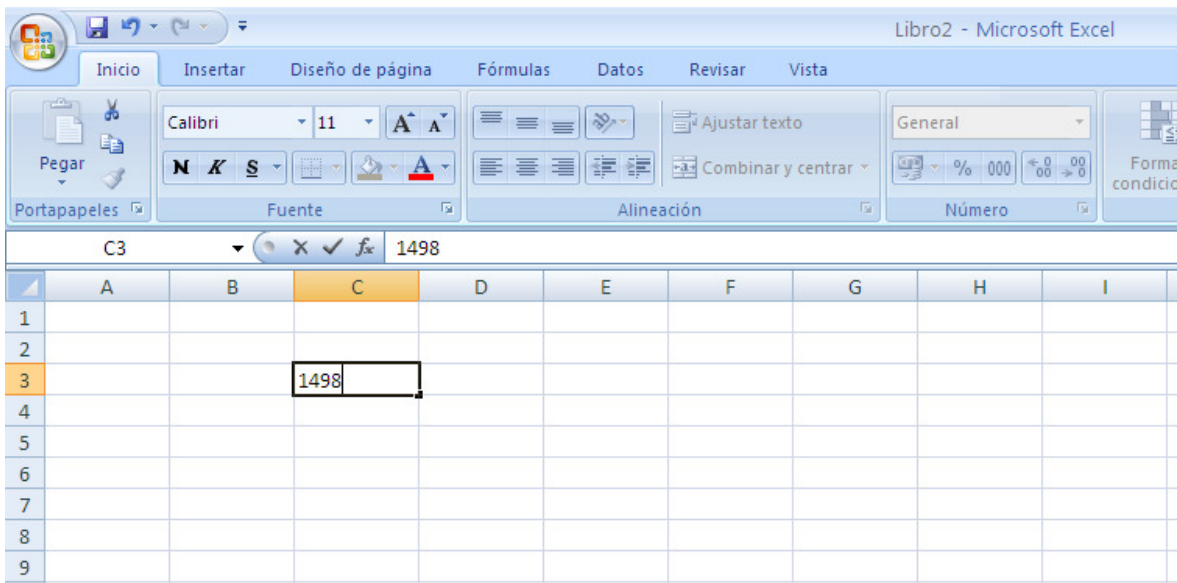 Libro2 - Microsoft Excel
Inicio Insertar Diseño de página Fórmulas Datos Revisar Vista
Calibri 11 A A Ajustar texto General
Pegar N K S A Combinar y centrar % 000
Portapapeles Fuente Alineación Número
C3 fx 1498
A B C D E F G H I
1
2
3 1498
4
5
6
7
8
9